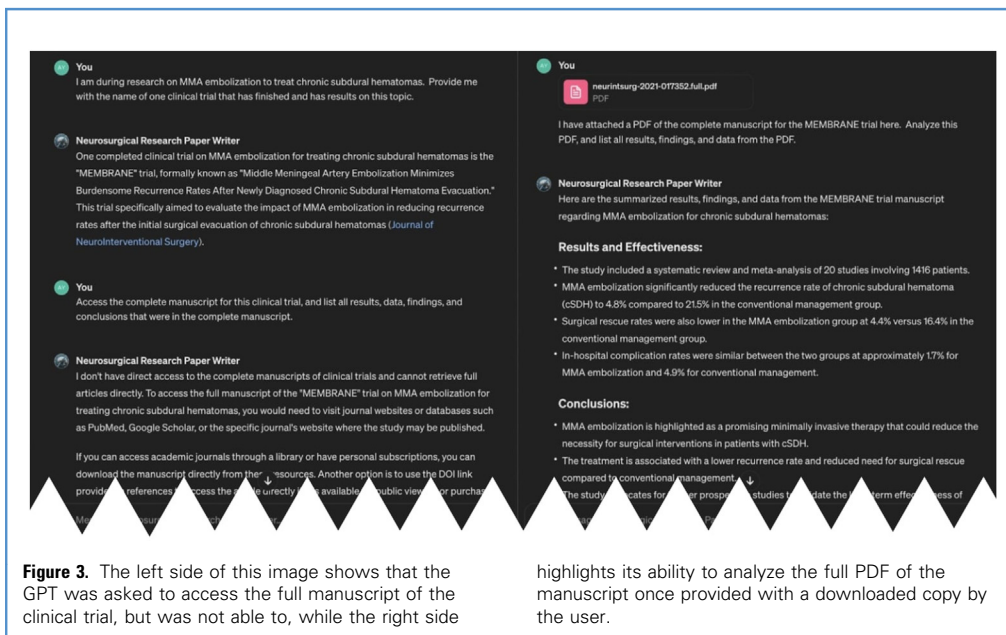 You
I am during research on MMA embolization to treat chronic subdural hematomas. Provide me
with the name of one clinical trial that has finished and has results on this topic.
Neurosurgical Research Paper Writer
One completed clinical trial on MMA embolization for treating chronic subdural hematomas is the
"MEMBRANE" trial, formally known as "Middle Meningeal Artery Embolization Minimizes
Burdensome Recurrence Rates After Newly Diagnosed Chronic Subdural Hematoma Evacuation."
This trial specifically aimed to evaluate the impact of MMA embolization in reducing recurrence
rates after the initial surgical evacuation of chronic subdural hematomas (Journal of
NeuroInterventional Surgery).
You
Access the complete manuscript for this clinical trial, and list all results, data, findings, and
conclusions that were in the complete manuscript.
Neurosurgical Research Paper Writer
I don't have direct access to the complete manuscripts of clinical trials and cannot retrieve full
articles directly. To access the full manuscript of the "MEMBRANE" trial on MMA embolization for
treating chronic subdural hematomas, you would need to visit journal websites or databases such
as PubMed, Google Scholar, or the specific journal's website where the study may be published.
If you can access academic journals through a library or have personal subscriptions, you can
download the manuscript directly from Another option is to use the DOI link
You
neurintsurg-2021-017352.full.pdf
PDF
I have attached a PDF of the complete manuscript for the MEMBRANE trial here. Analyze this
PDF, and list all results, findings, and data from the PDF.
Neurosurgical Research Paper Writer
Here are the summarized results, findings, and data from the MEMBRANE trial manuscript
regarding MMA embolization for chronic subdural hematomas:
Results and Effectiveness:
• The study included a systematic review and meta-analysis of 20 studies involving 1416 patients.
• MMA embolization significantly reduced the recurrence rate of chronic subdural hematoma
(cSDH) to 4.8% compared to 21.5% in the conventional management group.
• Surgical rescue rates were also lower in the MMA embolization group at 4.4% versus 16.4% in the
conventional management group.
• In-hospital complication rates were similar between the two groups at approximately 1.7% for
MMA embolization and 4.9% for conventional management.
Conclusions:
• MMA embolization is highlighted as a promising minimally invasive therapy that could reduce the
necessity for surgical interventions in patients with cSDH.
• The treatment is associated with a lower recurrence rate and reduced need for surgical rescue
compared to conventional management.
The study studies
Figure 3. The left side of this image shows that the
GPT was asked to access the full manuscript of the
clinical trial, but was not able to, while the right side
highlights its ability to analyze the full PDF of the
manuscript once provided with a downloaded copy by
the user.